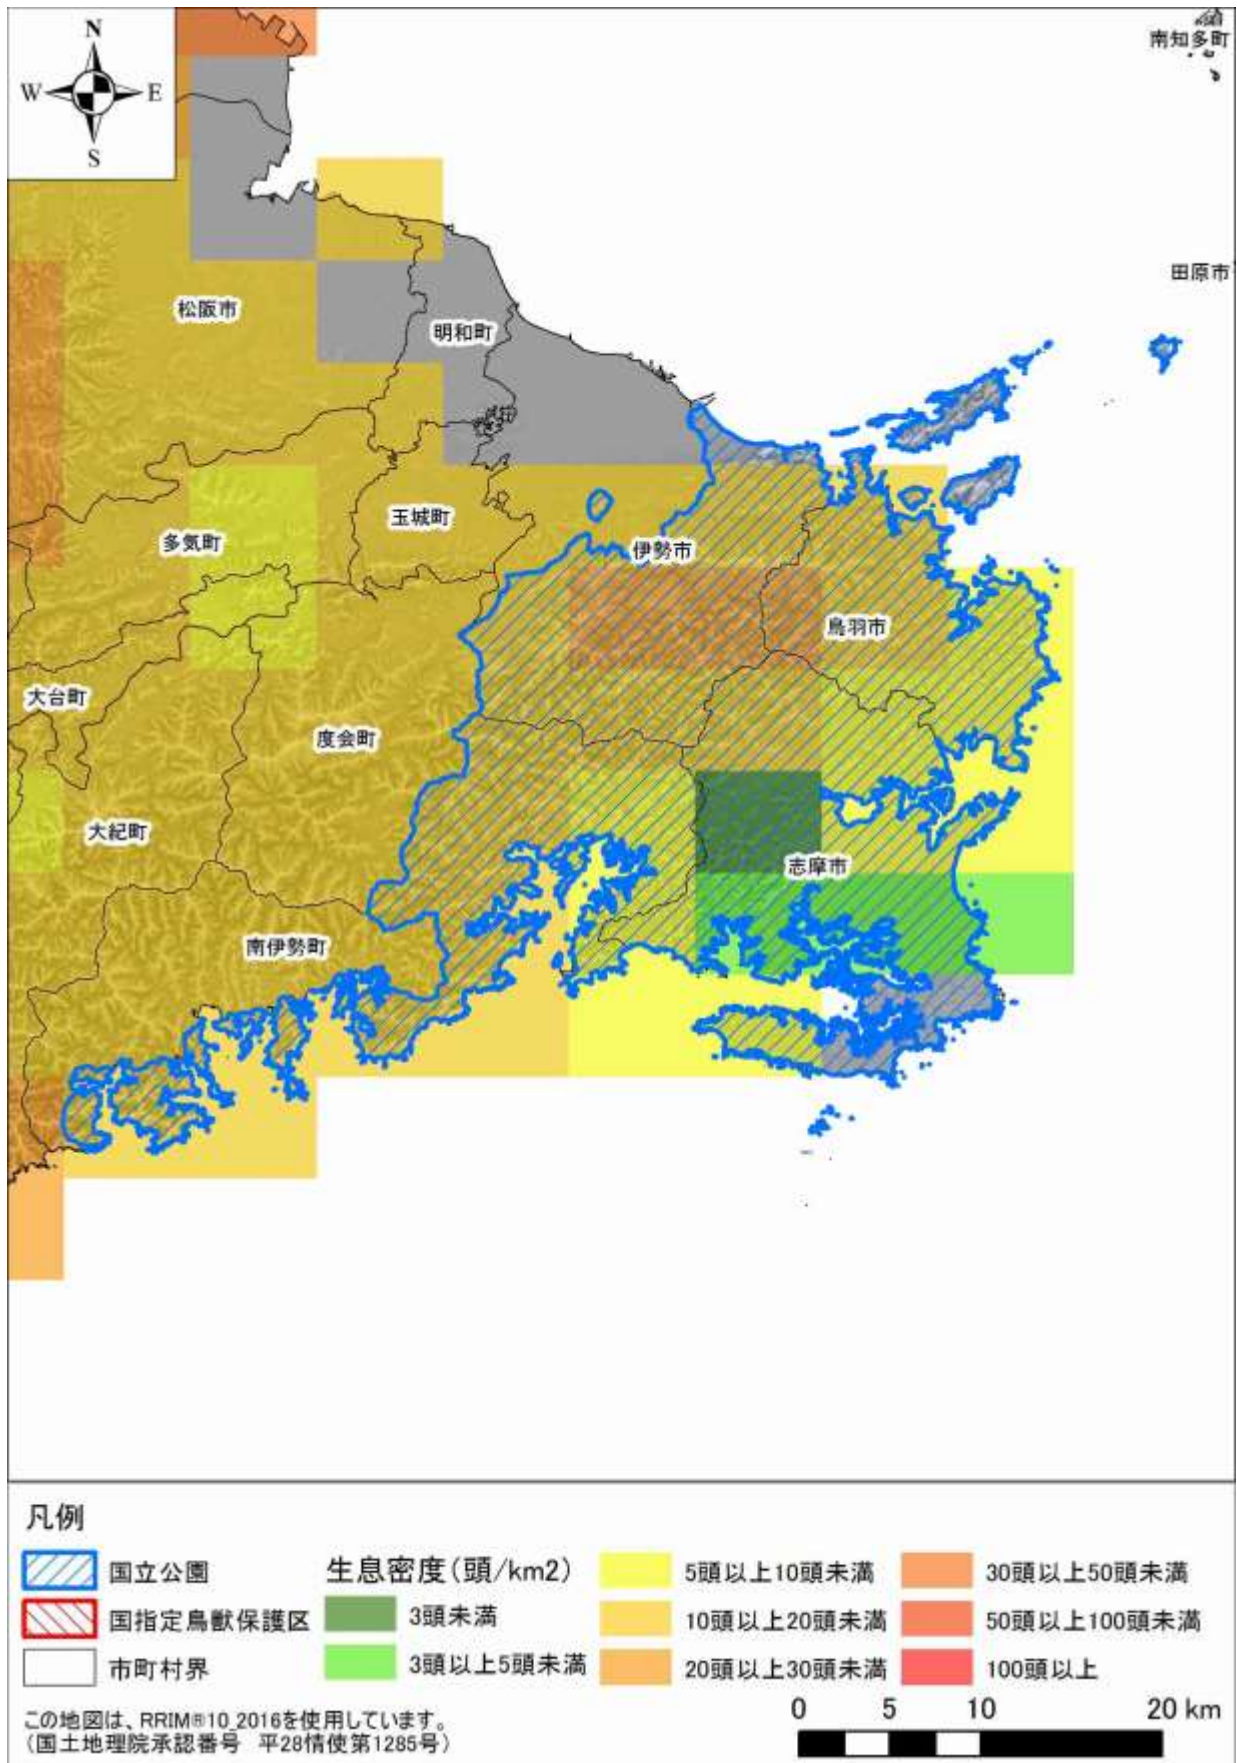 N
W
E
S
南知多町
田原市
松阪市
明和町
玉城町
多気町
伊勢市
鳥羽市
大台町
度会町
大紀町
志摩市
南伊勢町
凡例
国立公園
国指定鳥獣保護区
市町村界
生息密度(頭/km2)
3頭未満
3頭以上5頭未満
5頭以上10頭未満
10頭以上20頭未満
20頭以上30頭未満
30頭以上50頭未満
50頭以上100頭未満
100頭以上
0 5 10 20 km
この地図は、RRIM®10_2016を使用しています。
(国土地理院承認番号 平28情使第1285号)